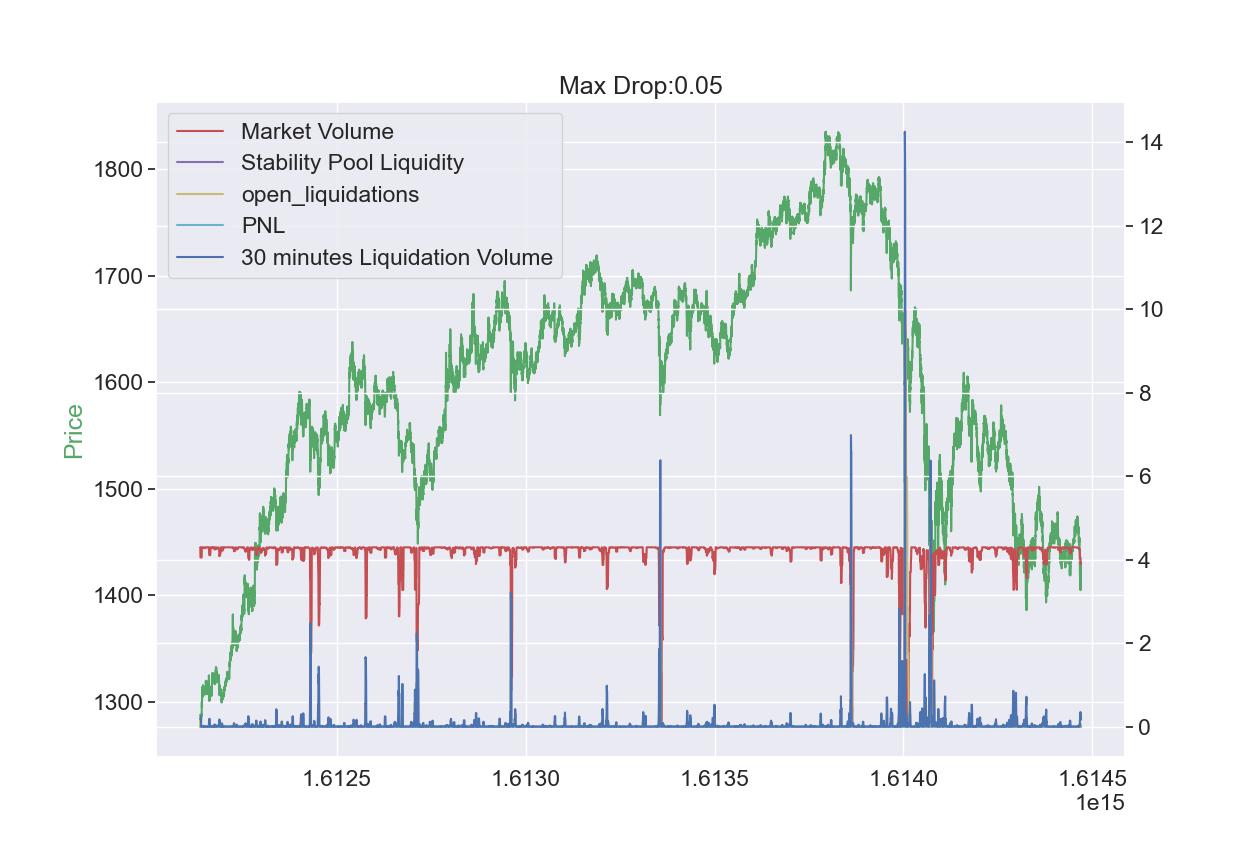 Max Drop:0.05
Market Volume
Stability Pool Liquidity
open_liquidations
PNL
30 minutes Liquidation Volume
Price
1800
1700
1600
1500
1400
1300
14
12
10
8
6
4
2
0
1.6125 1.6130 1.6135 1.6140 1.6145
1e15